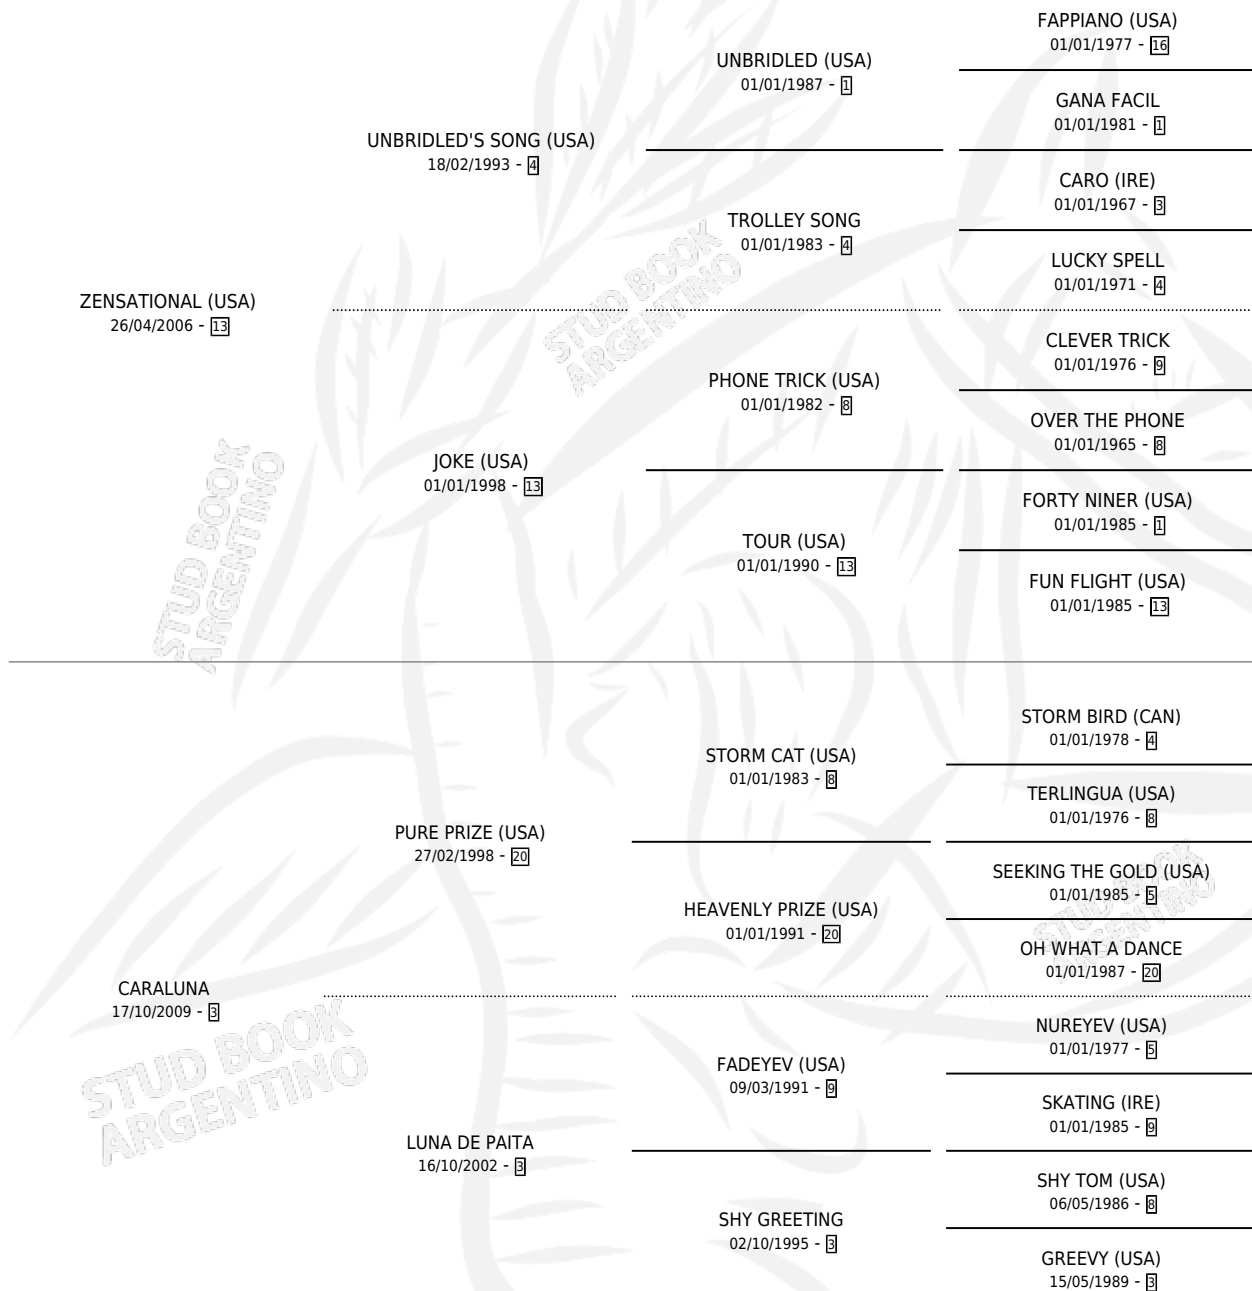 FAPPIANO (USA)
01/01/1977 - 16
UNBRIDLED (USA)
01/01/1987 - 1
GANA FACIL
01/01/1981 - 1
UNBRIDLED'S SONG (USA)
18/02/1993 - 4
CARO (IRE)
01/01/1967 - 3
TROLLEY SONG
01/01/1983 - 4
LUCKY SPELL
01/01/1971 - 4
ZENSATIONAL (USA)
26/04/2006 - 13
CLEVER TRICK
01/01/1976 - 9
PHONE TRICK (USA)
01/01/1982 - 8
OVER THE PHONE
01/01/1965 - 8
JOKE (USA)
01/01/1998 - 13
FORTY NINER (USA)
01/01/1985 - 1
TOUR (USA)
01/01/1990 - 13
FUN FLIGHT (USA)
01/01/1985 - 13
STORM BIRD (CAN)
01/01/1978 - 4
STORM CAT (USA)
01/01/1983 - 8
TERLINGUA (USA)
01/01/1976 - 8
PURE PRIZE (USA)
27/02/1998 - 20
SEEKING THE GOLD (USA)
01/01/1985 - 5
HEAVENLY PRIZE (USA)
01/01/1991 - 20
OH WHAT A DANCE
01/01/1987 - 20
CARALUNA
17/10/2009 - 3
NUREYEV (USA)
01/01/1977 - 5
FADEYEV (USA)
09/03/1991 - 9
SKATING (IRE)
01/01/1985 - 9
LUNA DE PAITA
16/10/2002 - 3
SHY TOM (USA)
06/05/1986 - 8
SHY GREETING
02/10/1995 - 3
GREEVY (USA)
15/05/1989 - 3
STUD BOOK
ARGENTINO
STUD BOOK
ARGENTINO
STUD BOOK
ARGENTINO
STUD BOOK
ARGENTINO